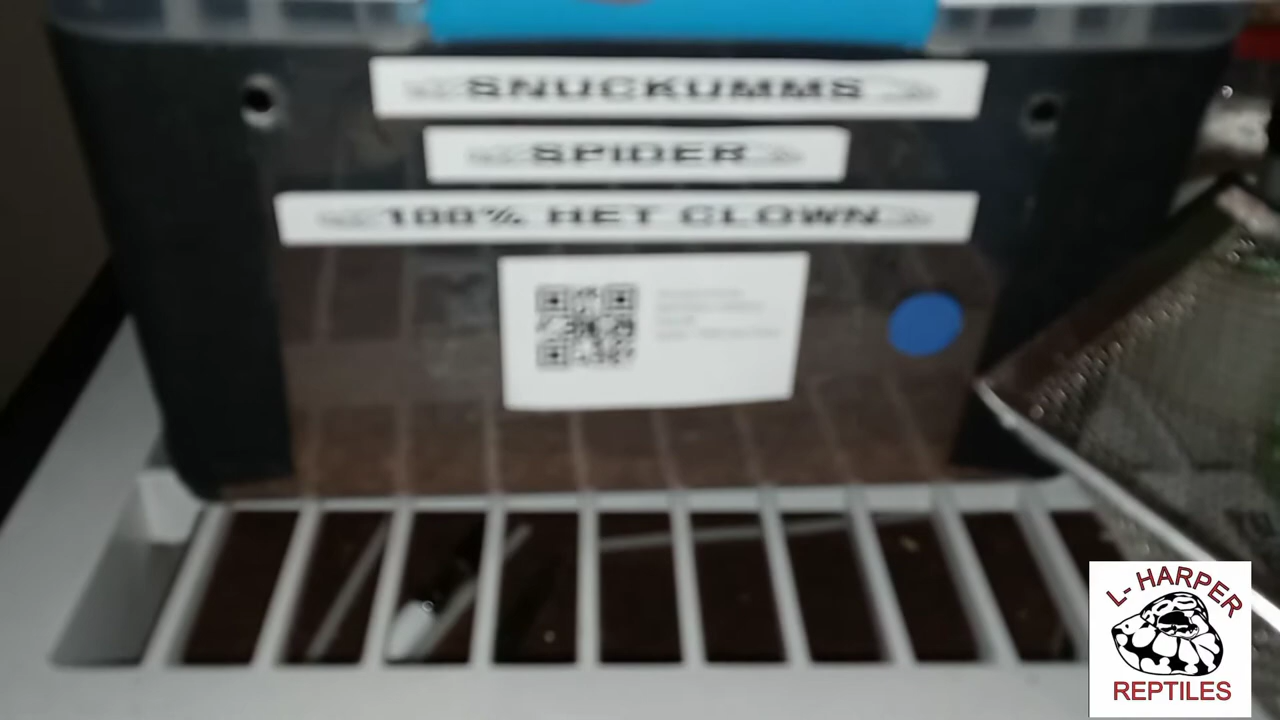 SNUCKUMMS
SPIDER
100% HET CLOWN
L- HARPER
REPTILES